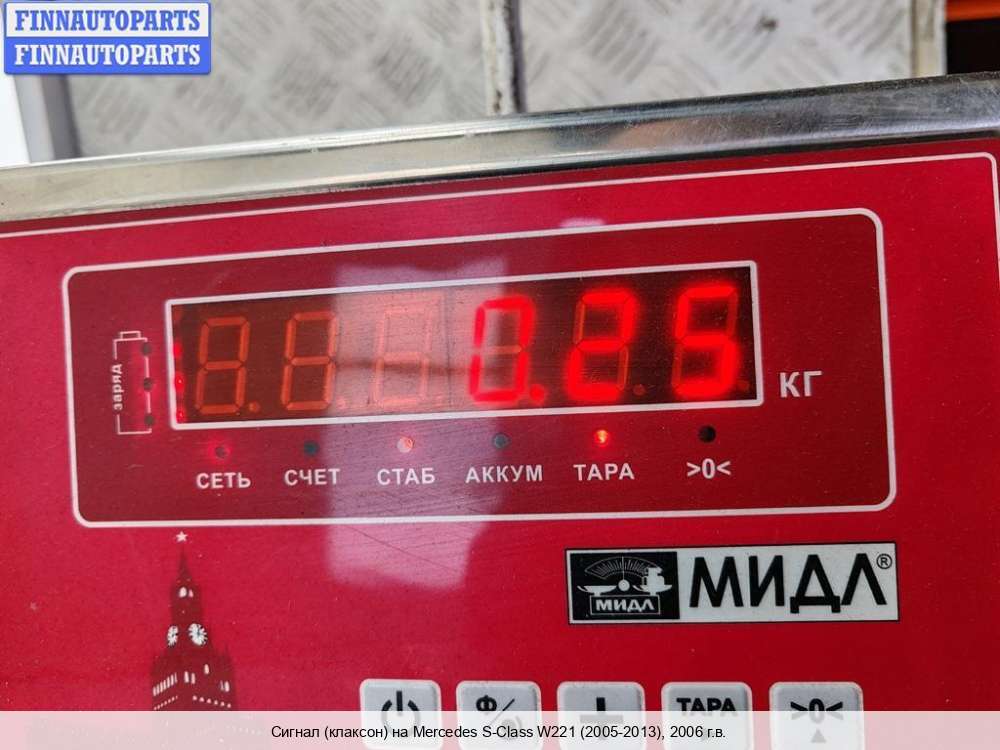 FINNAUTOPARTS
FINNAUTOPARTS
0.25
КГ
заряд
СЕТЬ СЧЕТ СТАБ АККУМ ТАРА >0<
МИДЛ МИДЛ®
Ф/ + ТАРА >0<
Сигнал (клаксон) на Mercedes S-Class W221 (2005-2013), 2006 г.в.